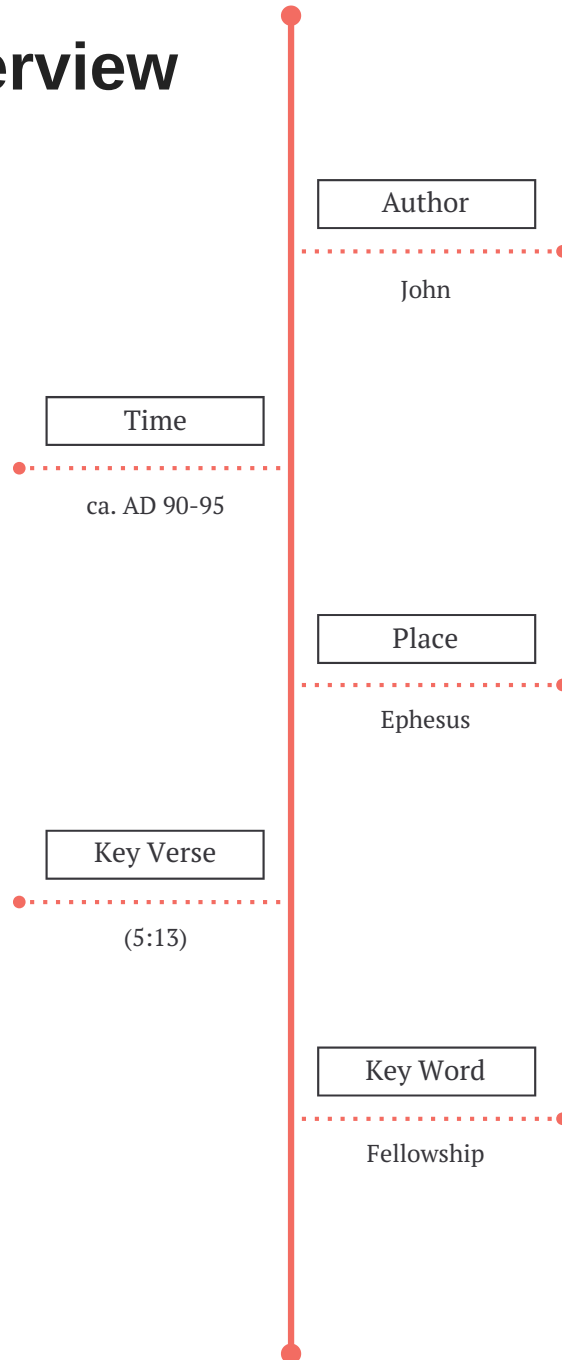 erview
Author
John
Time
ca. AD 90-95
Place
Ephesus
Key Verse
(5:13)
Key Word
Fellowship